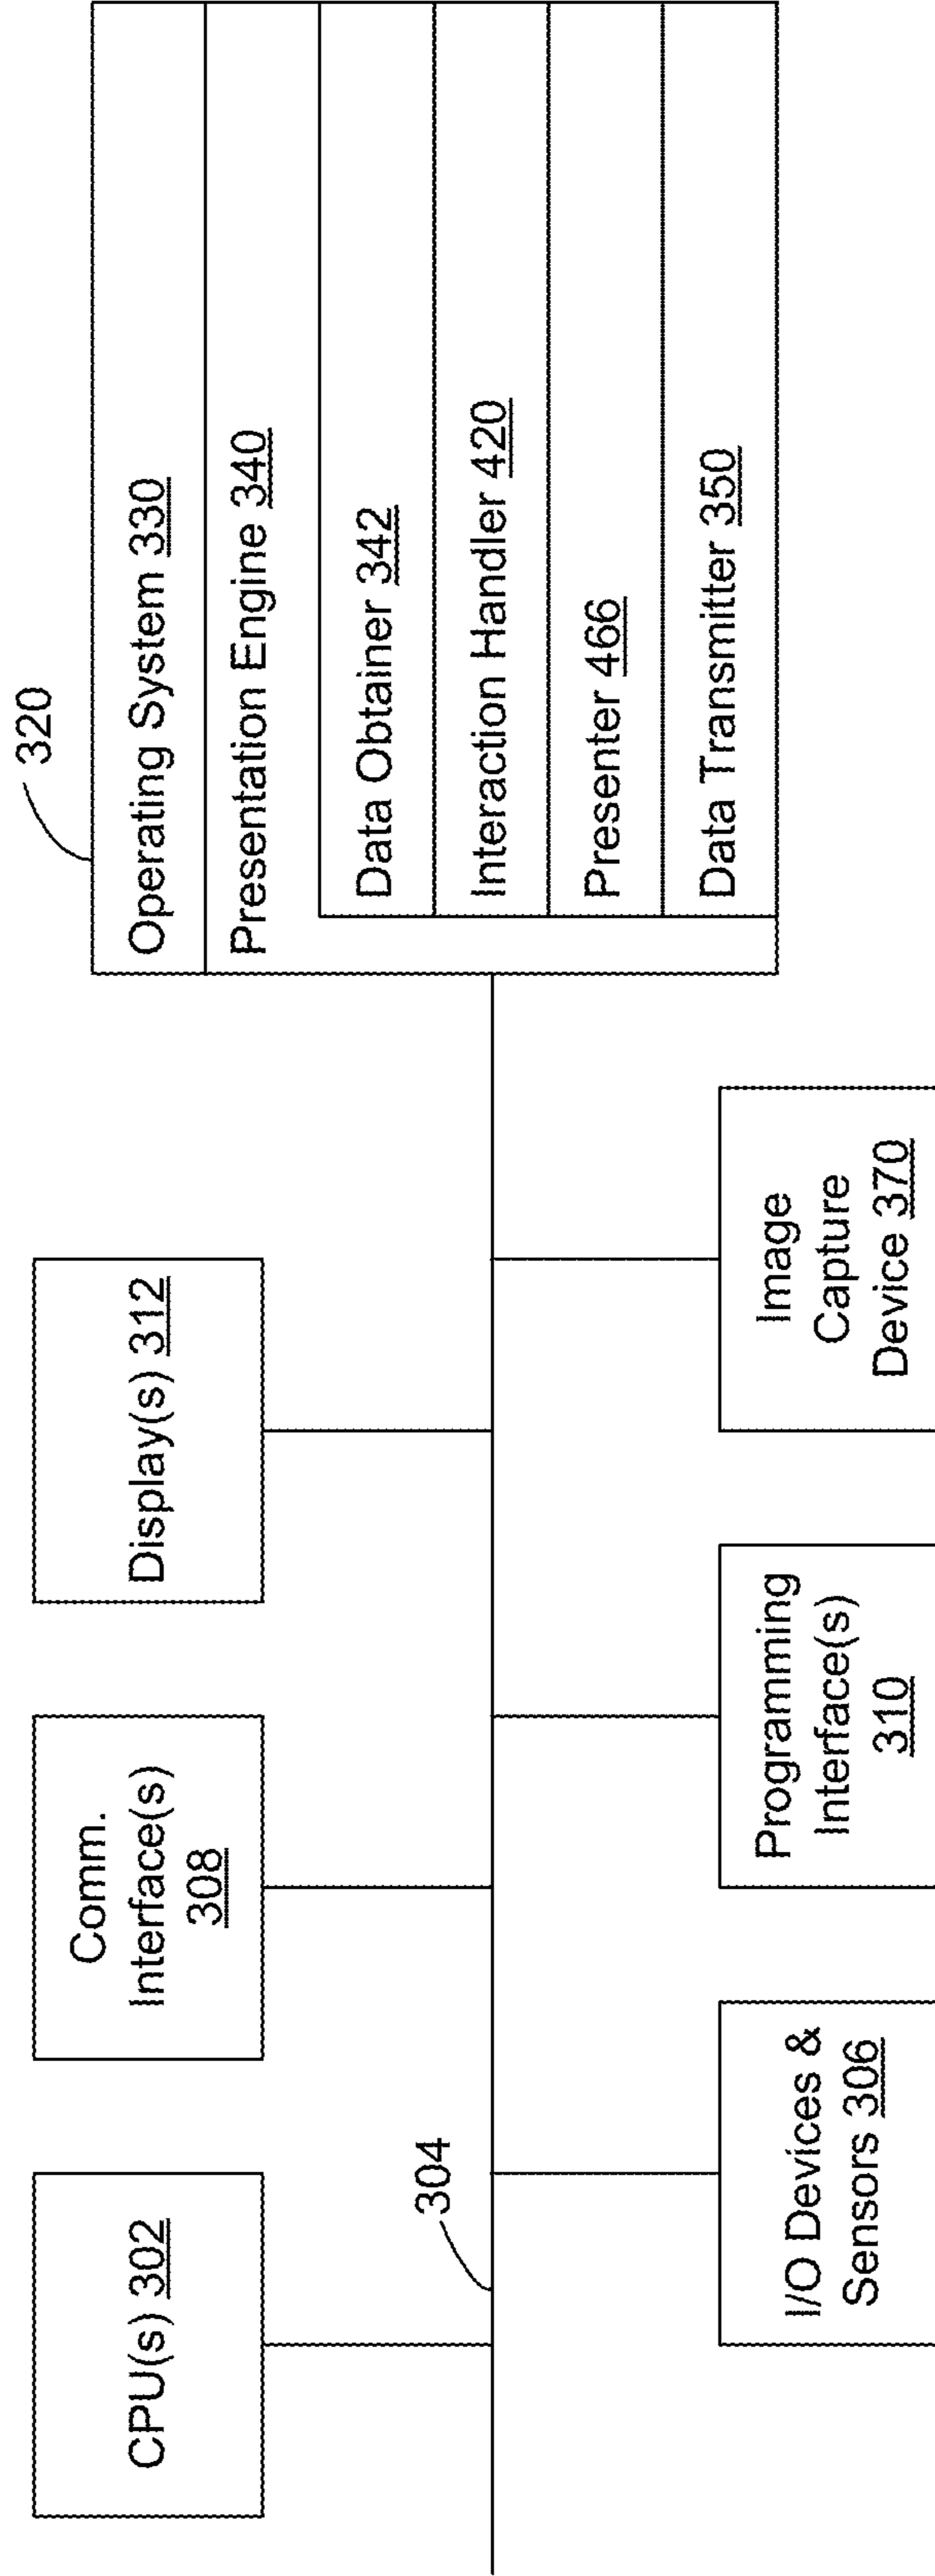 CPU(s) 302
Comm.
Interface(s)
308
Display(s) 312
304
I/O Devices &
Sensors 306
Programming
Interface(s)
310
Image
Capture
Device 370
320
Operating System 330
Presentation Engine 340
Data Obtainer 342
Interaction Handler 420
Presenter 466
Data Transmitter 350